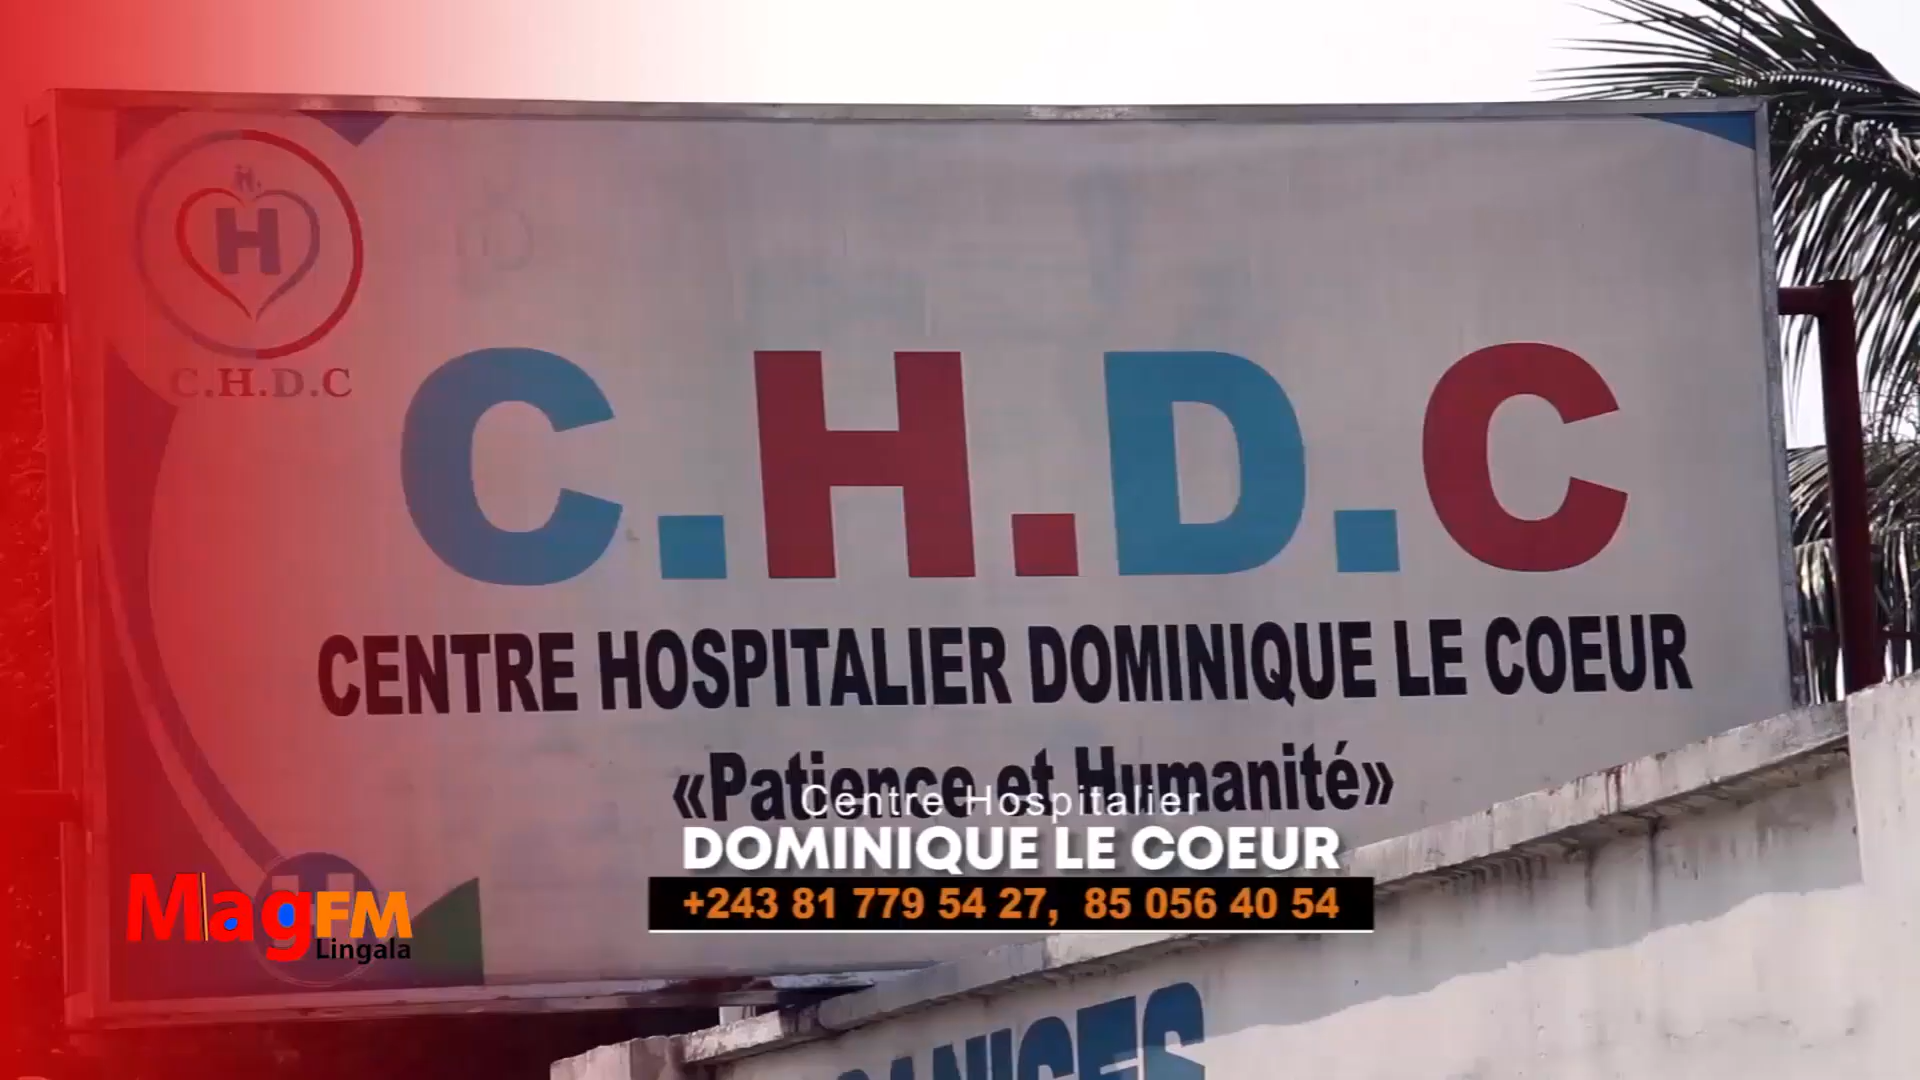 H
C.H.D.C
C.H.D.C
CENTRE HOSPITALIER DOMINIQUE LE COEUR
«Patience et Humanité»
Centre Hospitalier
DOMINIQUE LE COEUR
+243 81 779 54 27, 85 056 40 54
MagFM
Lingala